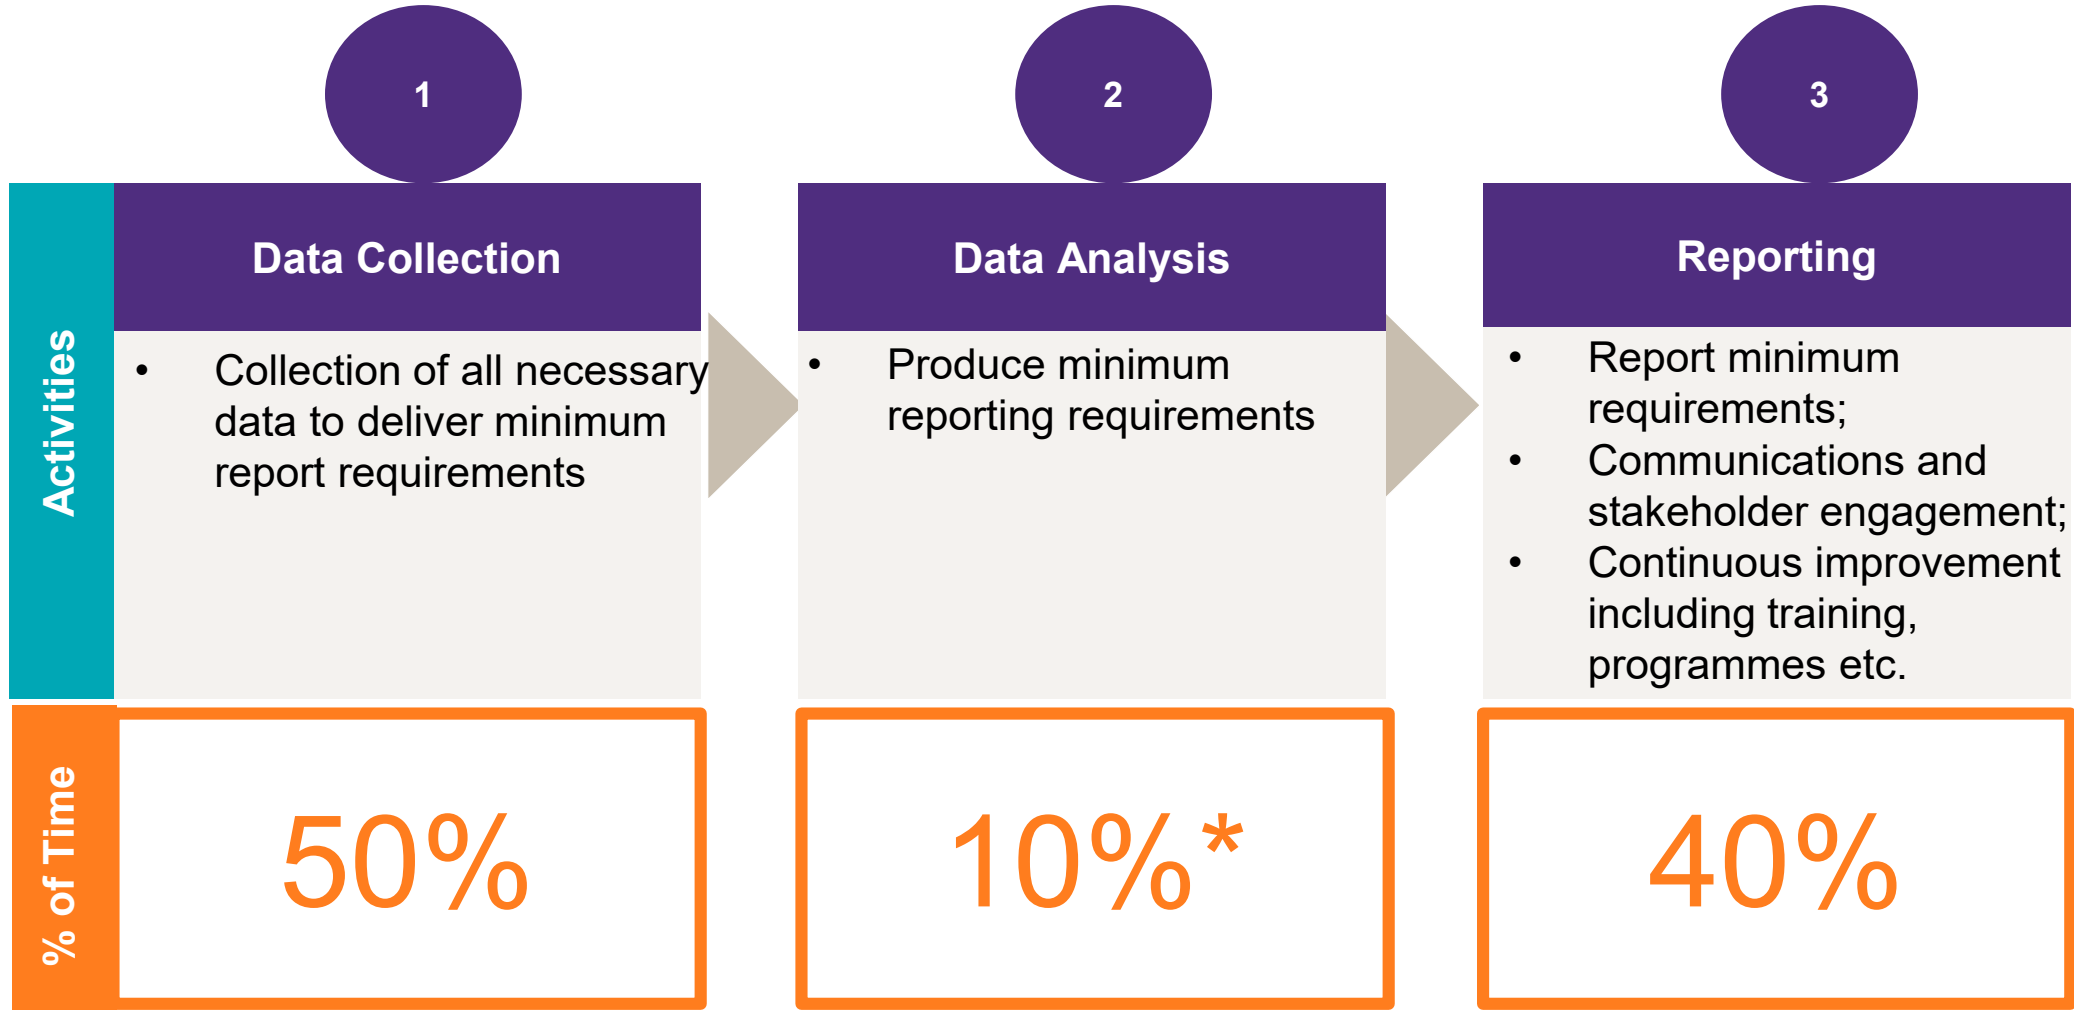 1
2
3
Activities
Data Collection
Data Analysis
Reporting
• Collection of all necessary
data to deliver minimum
report requirements
• Produce minimum
reporting requirements
• Report minimum
requirements;
• Communications and
stakeholder engagement;
• Continuous improvement
including training,
programmes etc.
% of Time
50%
10%*
40%